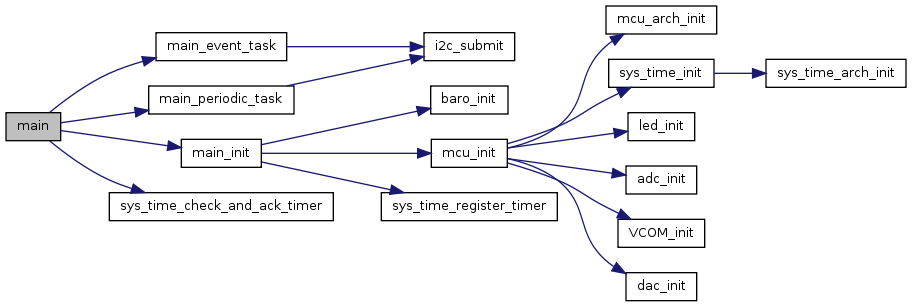 main
main_event_task
main_periodic_task
main_init
sys_time_check_and_ack_timer
i2c_submit
baro_init
mcu_init
sys_time_register_timer
mcu_arch_init
sys_time_init
led_init
adc_init
VCOM_init
dac_init
sys_time_arch_init